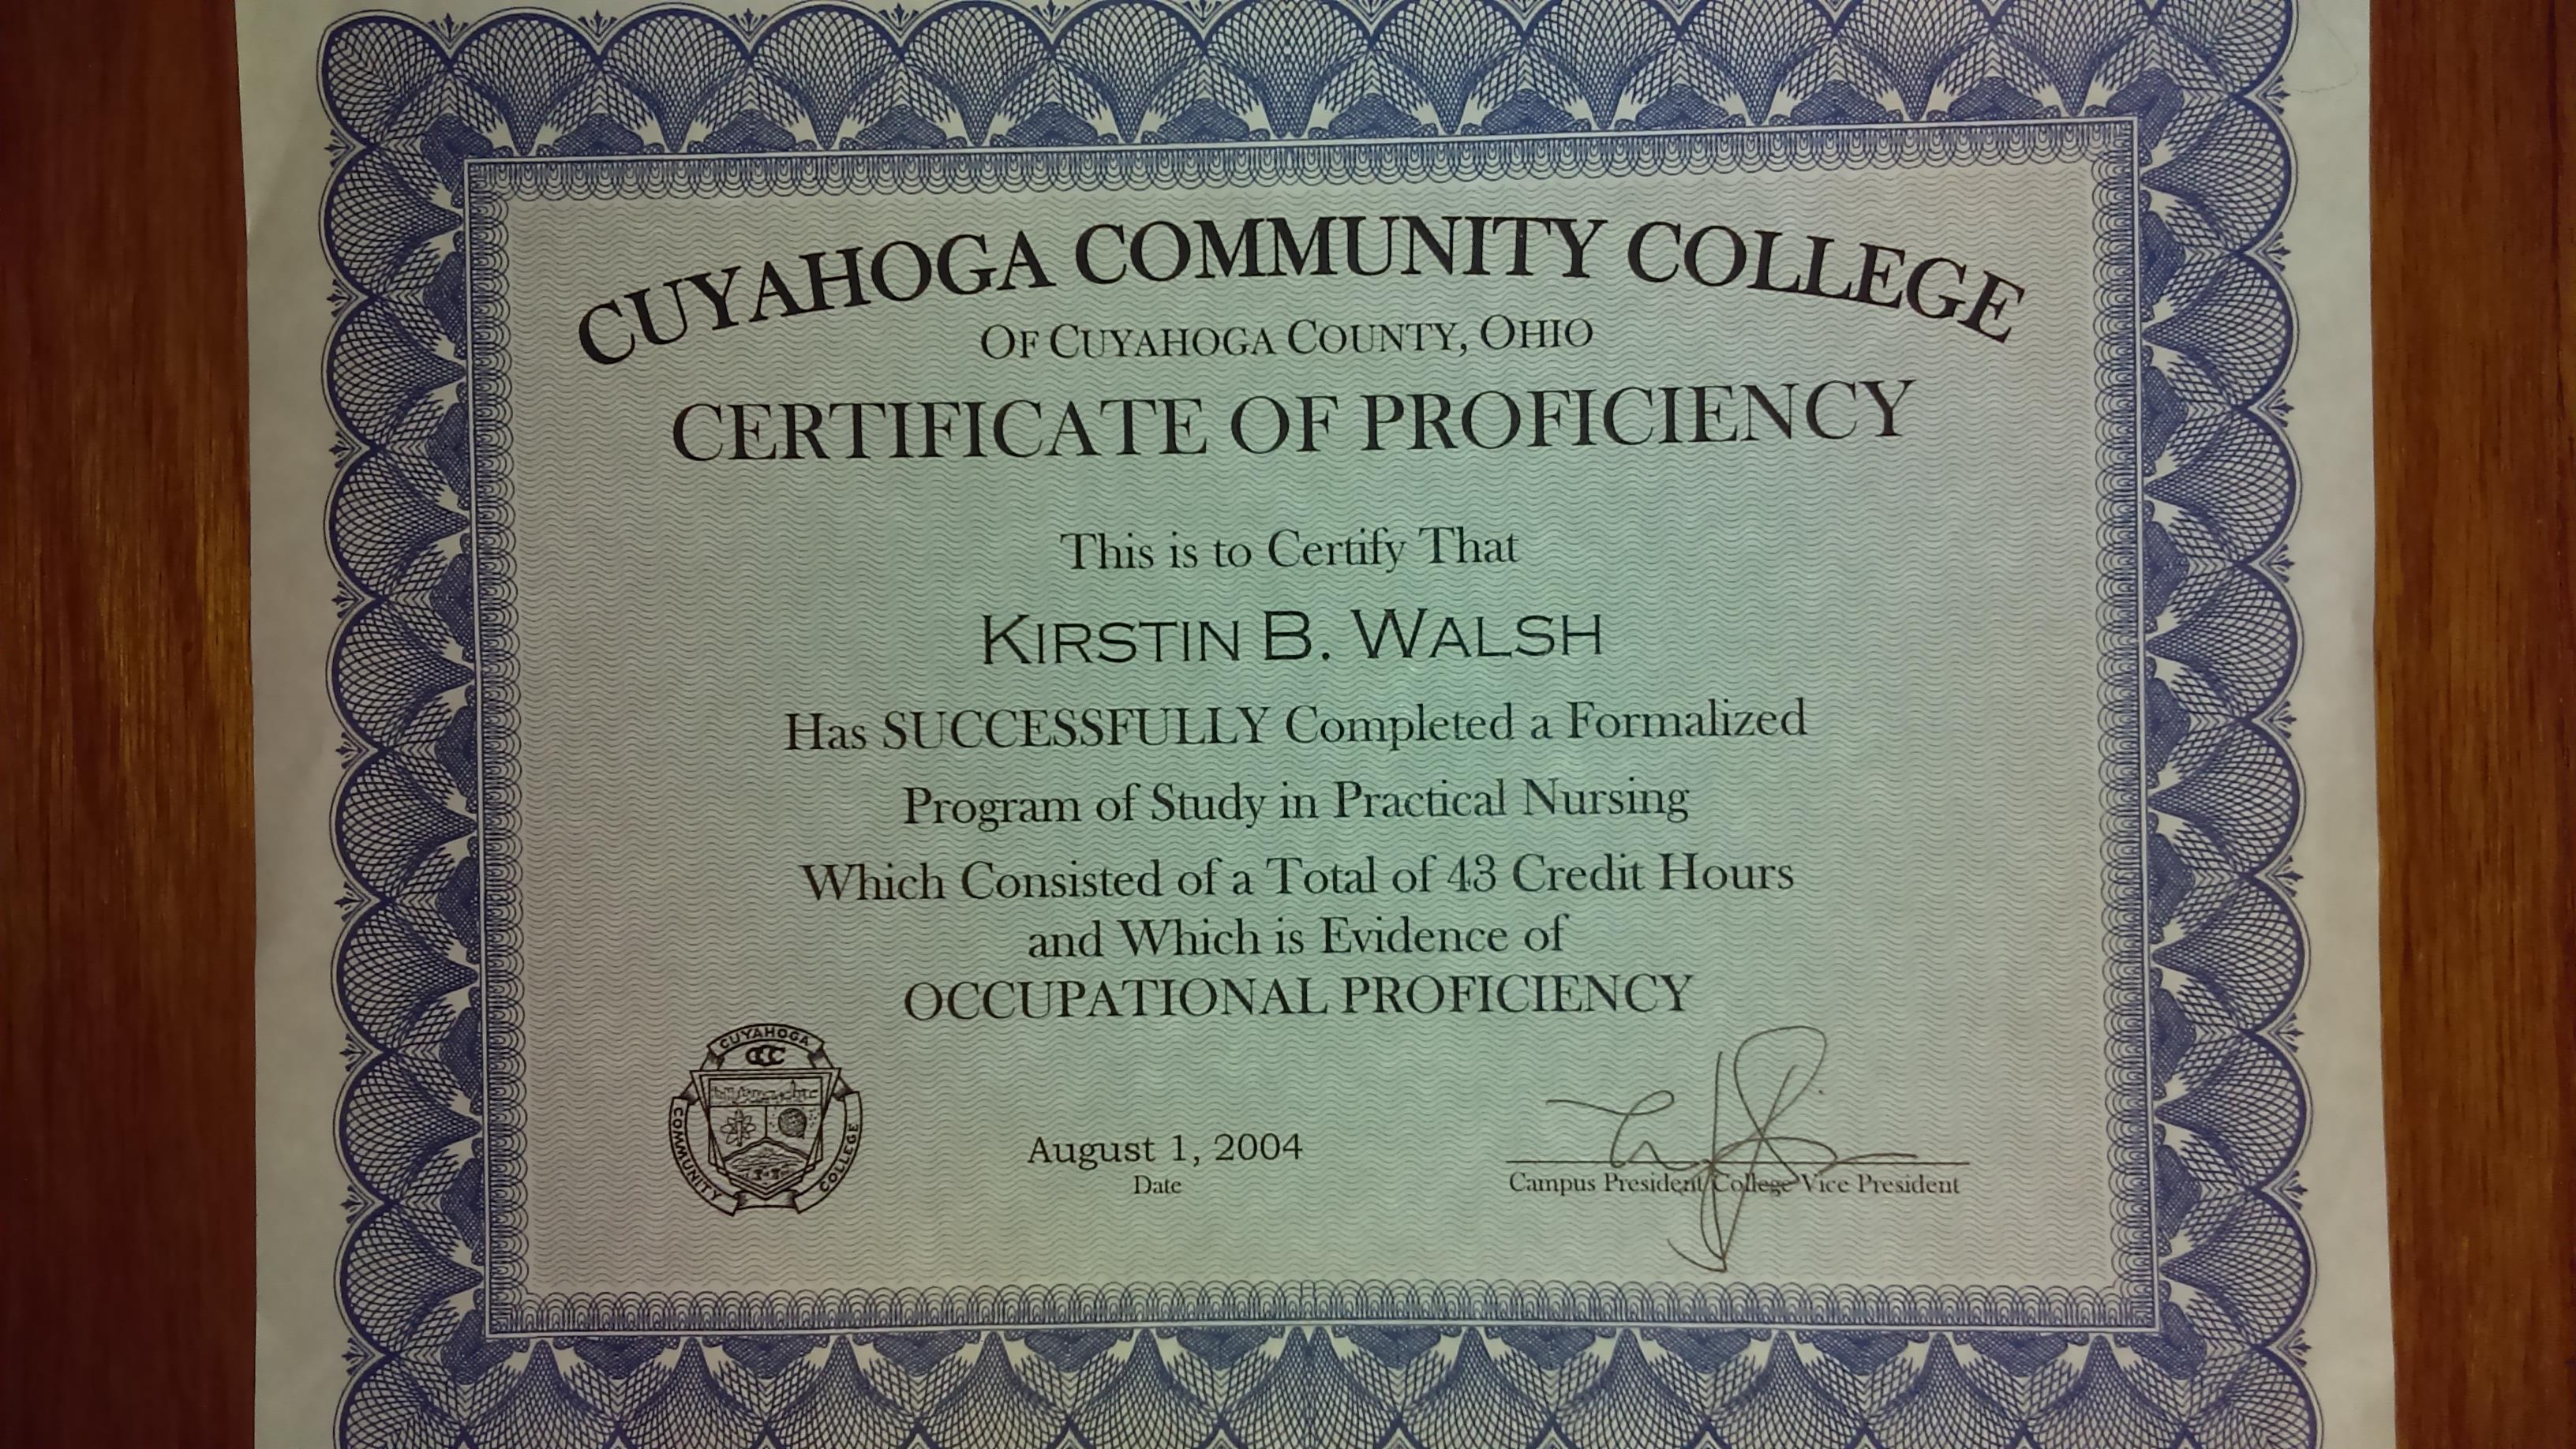 CUYAHOGA COMMUNITY COLLEGE
OF CUYAHOGA COUNTY, OHIO
CERTIFICATE OF PROFICIENCY
This is to Certify That
KIRSTIN B. WALSH
Has SUCCESSFULLY Completed a Formalized
Program of Study in Practical Nursing
Which Consisted of a Total of 43 Credit Hours
and Which is Evidence of
OCCUPATIONAL PROFICIENCY
CUYAHOGA
CCC
COMMUNITY
COLLEGE
August 1, 2004
Date
Campus President/College Vice President